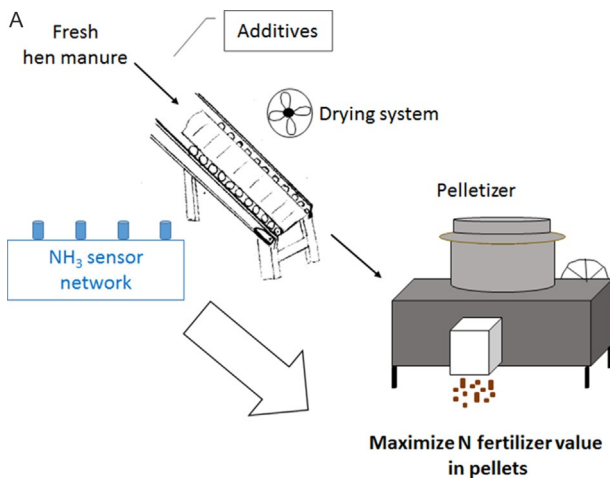 A
Fresh
hen manure
Additives
Drying system
Pelletizer
NH₃ sensor
network
Maximize N fertilizer value
in pellets